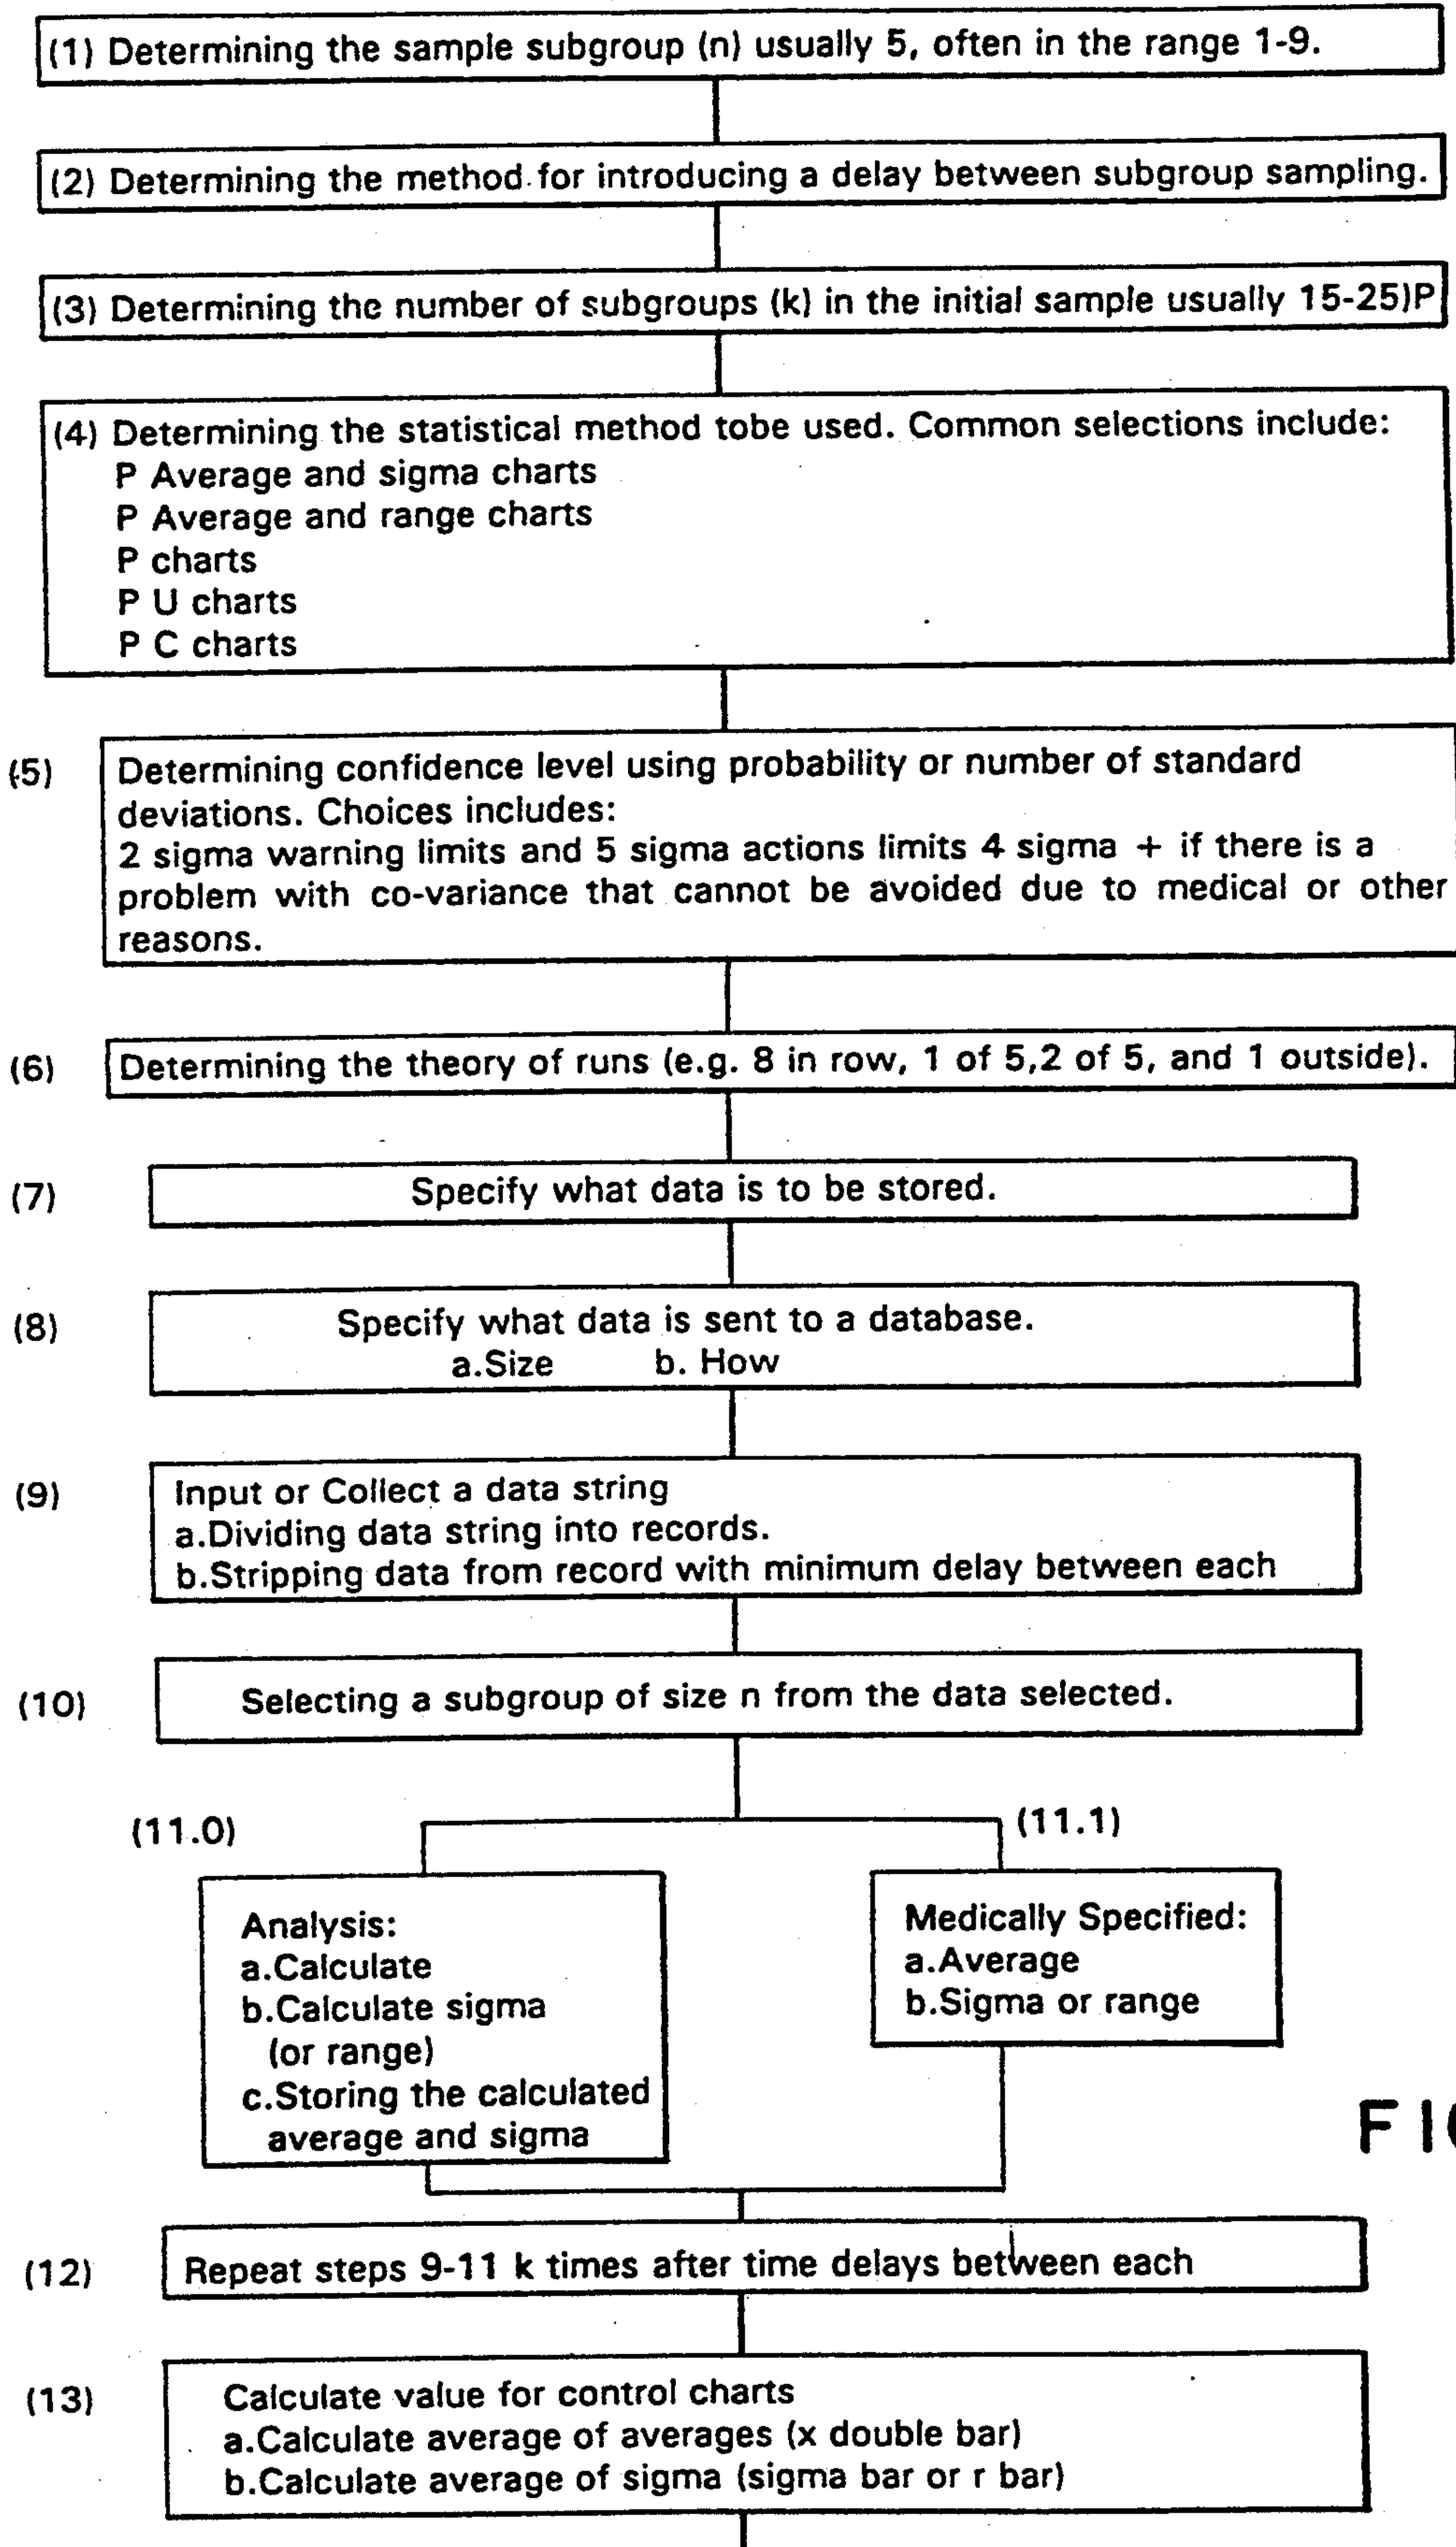 (1) Determining the sample subgroup (n) usually 5, often in the range 1-9.
(2) Determining the method for introducing a delay between subgroup sampling.
(3) Determining the number of subgroups (k) in the initial sample usually 15-25)P
(4) Determining the statistical method tobe used. Common selections include:
P Average and sigma charts
P Average and range charts
P charts
P U charts
P C charts
(5) Determining confidence level using probability or number of standard
deviations. Choices includes:
2 sigma warning limits and 5 sigma actions limits 4 sigma + if there is a
problem with co-variance that cannot be avoided due to medical or other
reasons.
(6) Determining the theory of runs (e.g. 8 in row, 1 of 5,2 of 5, and 1 outside).
(7) Specify what data is to be stored.
(8) Specify what data is sent to a database.
a.Size b. How
(9) Input or Collect a data string
a.Dividing data string into records.
b.Stripping data from record with minimum delay between each
(10) Selecting a subgroup of size n from the data selected.
(11.0)
Analysis:
a.Calculate
b.Calculate sigma
(or range)
c.Storing the calculated
average and sigma
(11.1)
Medically Specified:
a.Average
b.Sigma or range
(12) Repeat steps 9-11 k times after time delays between each
(13) Calculate value for control charts
a.Calculate average of averages (x double bar)
b.Calculate average of sigma (sigma bar or r bar)